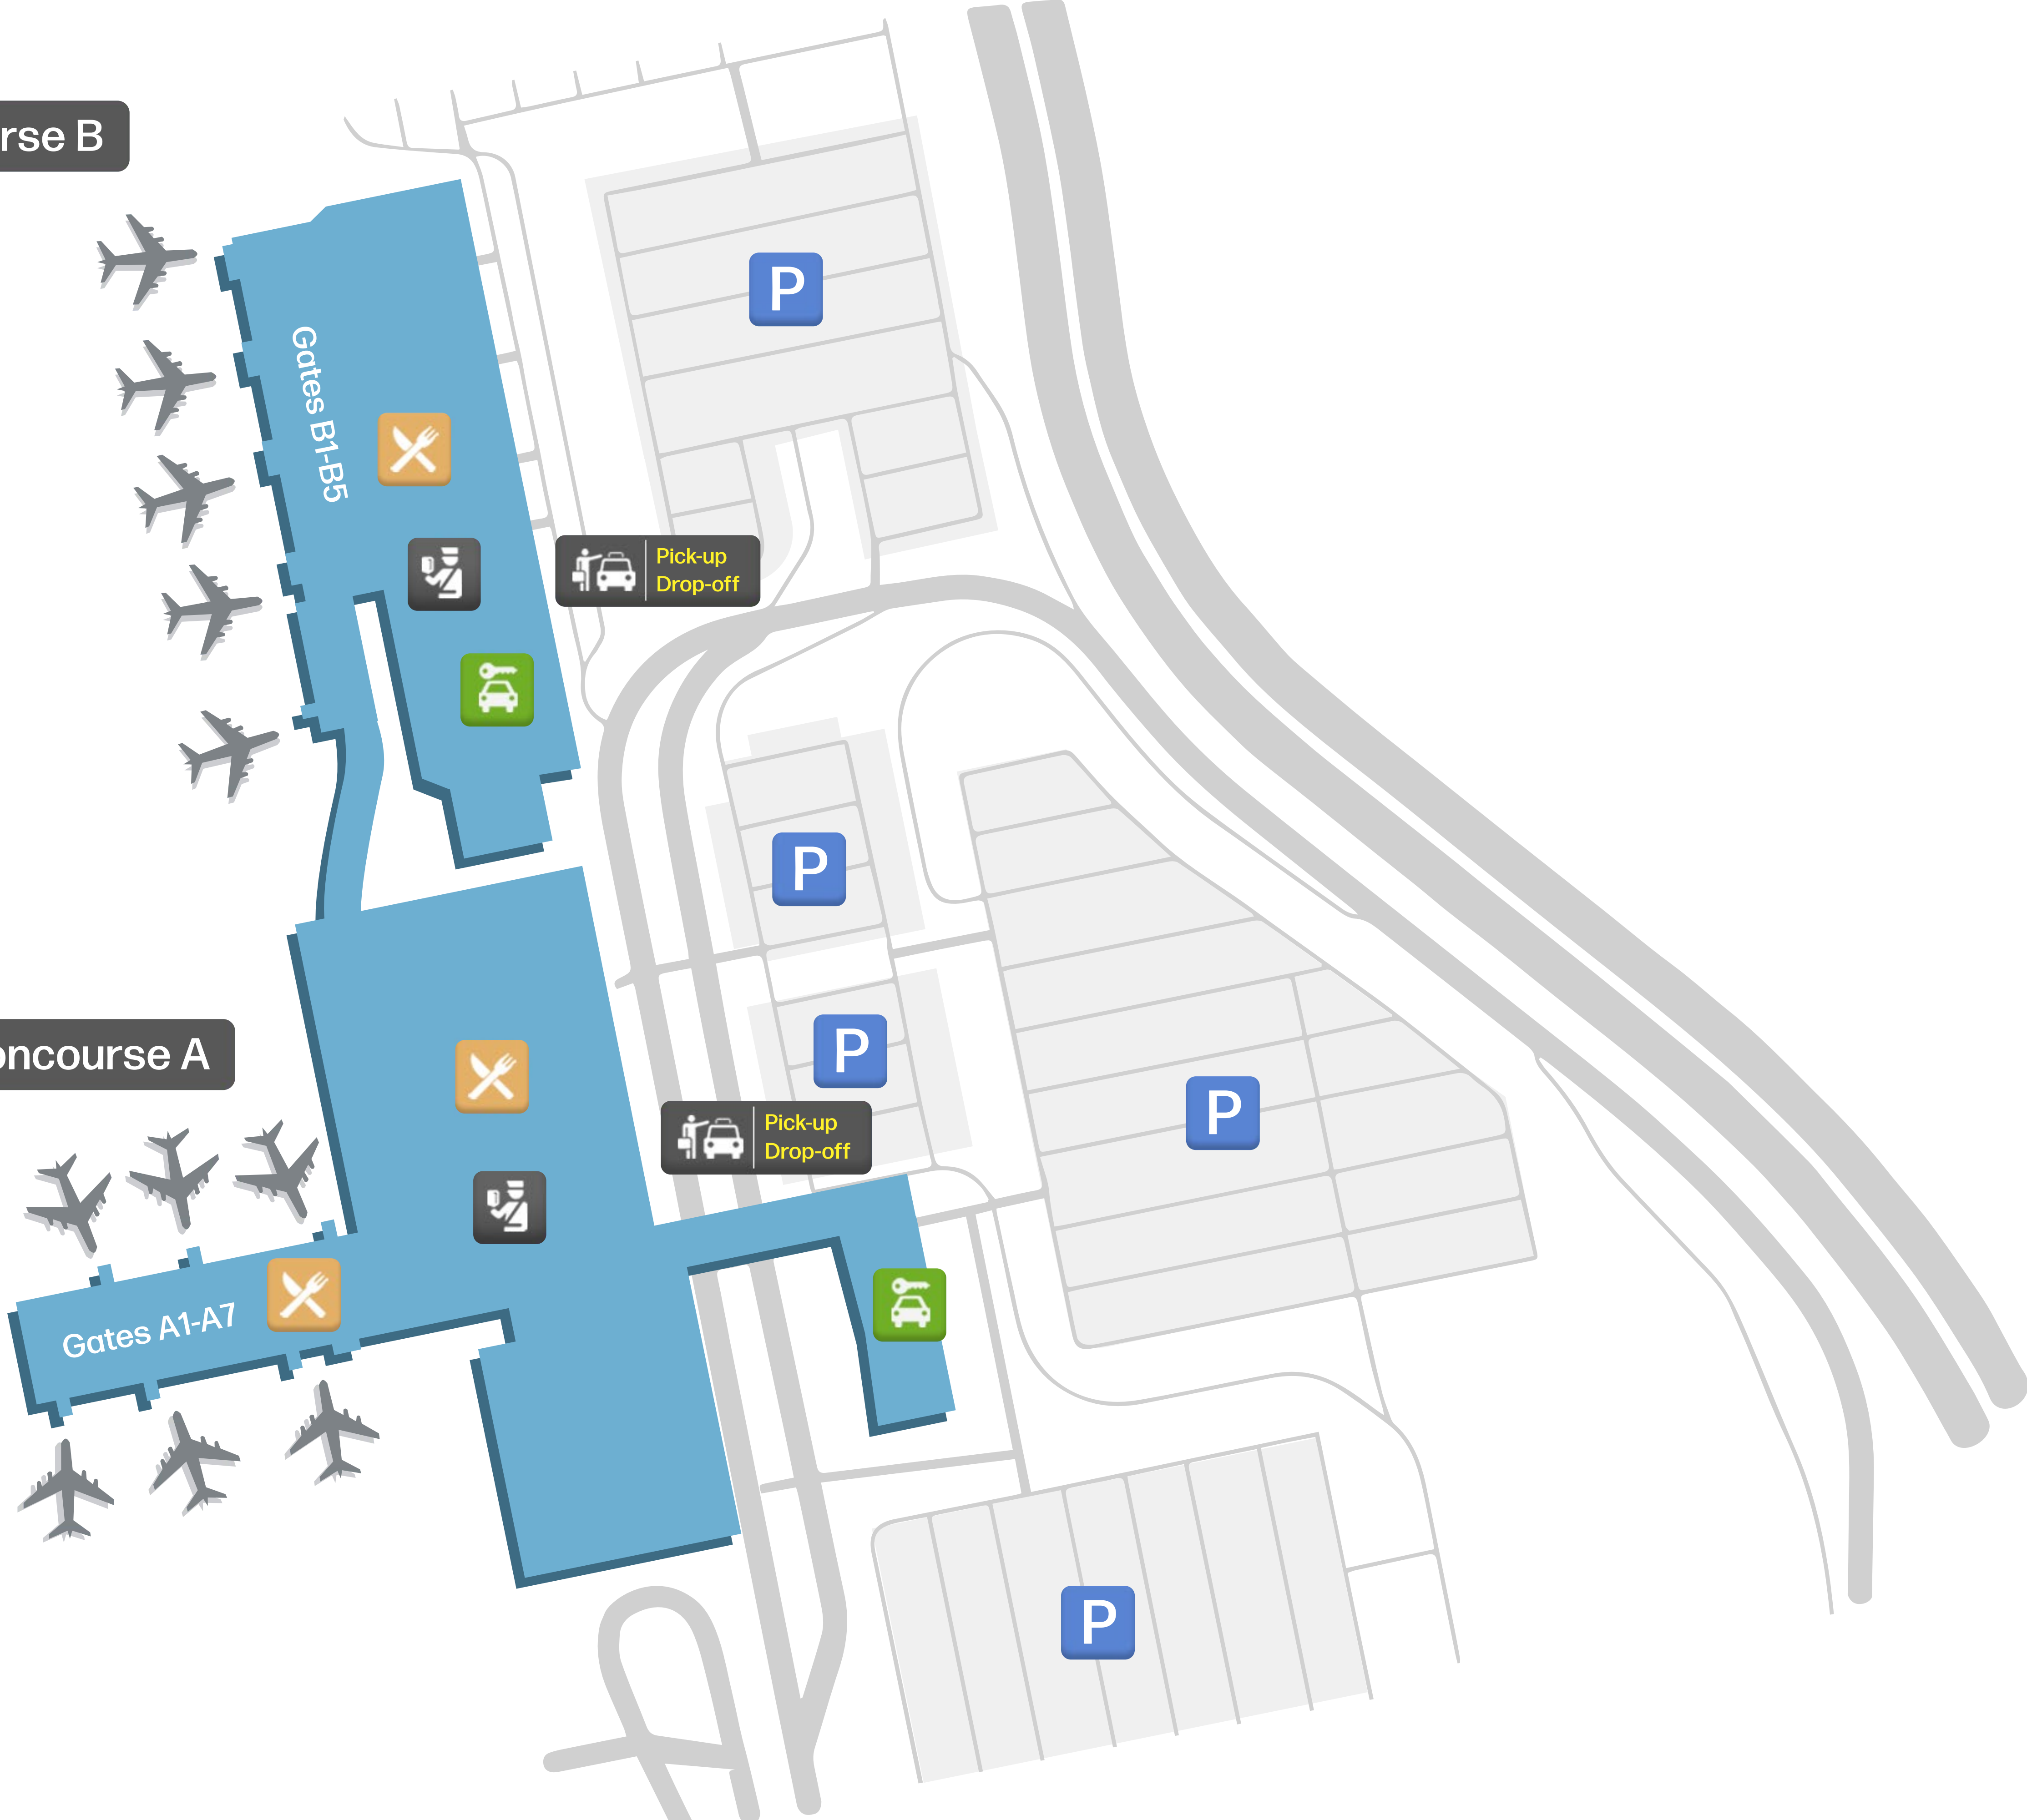 rse B
Gates B1-B5
P
Pick-up
Drop-off
P
oncourse A
P
Pick-up
Drop-off
P
Gates A1-A7
P